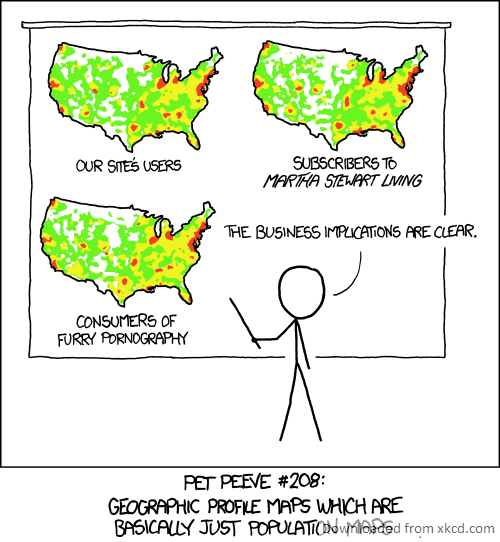 OUR SITE'S USERS
SUBSCRIBERS TO
MARTHA STEWART LIVING
THE BUSINESS IMPLICATIONS ARE CLEAR.
CONSUMERS OF
FURRY PORNOGRAPHY
PET PEEVE #208:
GEOGRAPHIC PROFILE MAPS WHICH ARE
BASICALLY JUST POPULATION MAPS
Downloaded from xkcd.com